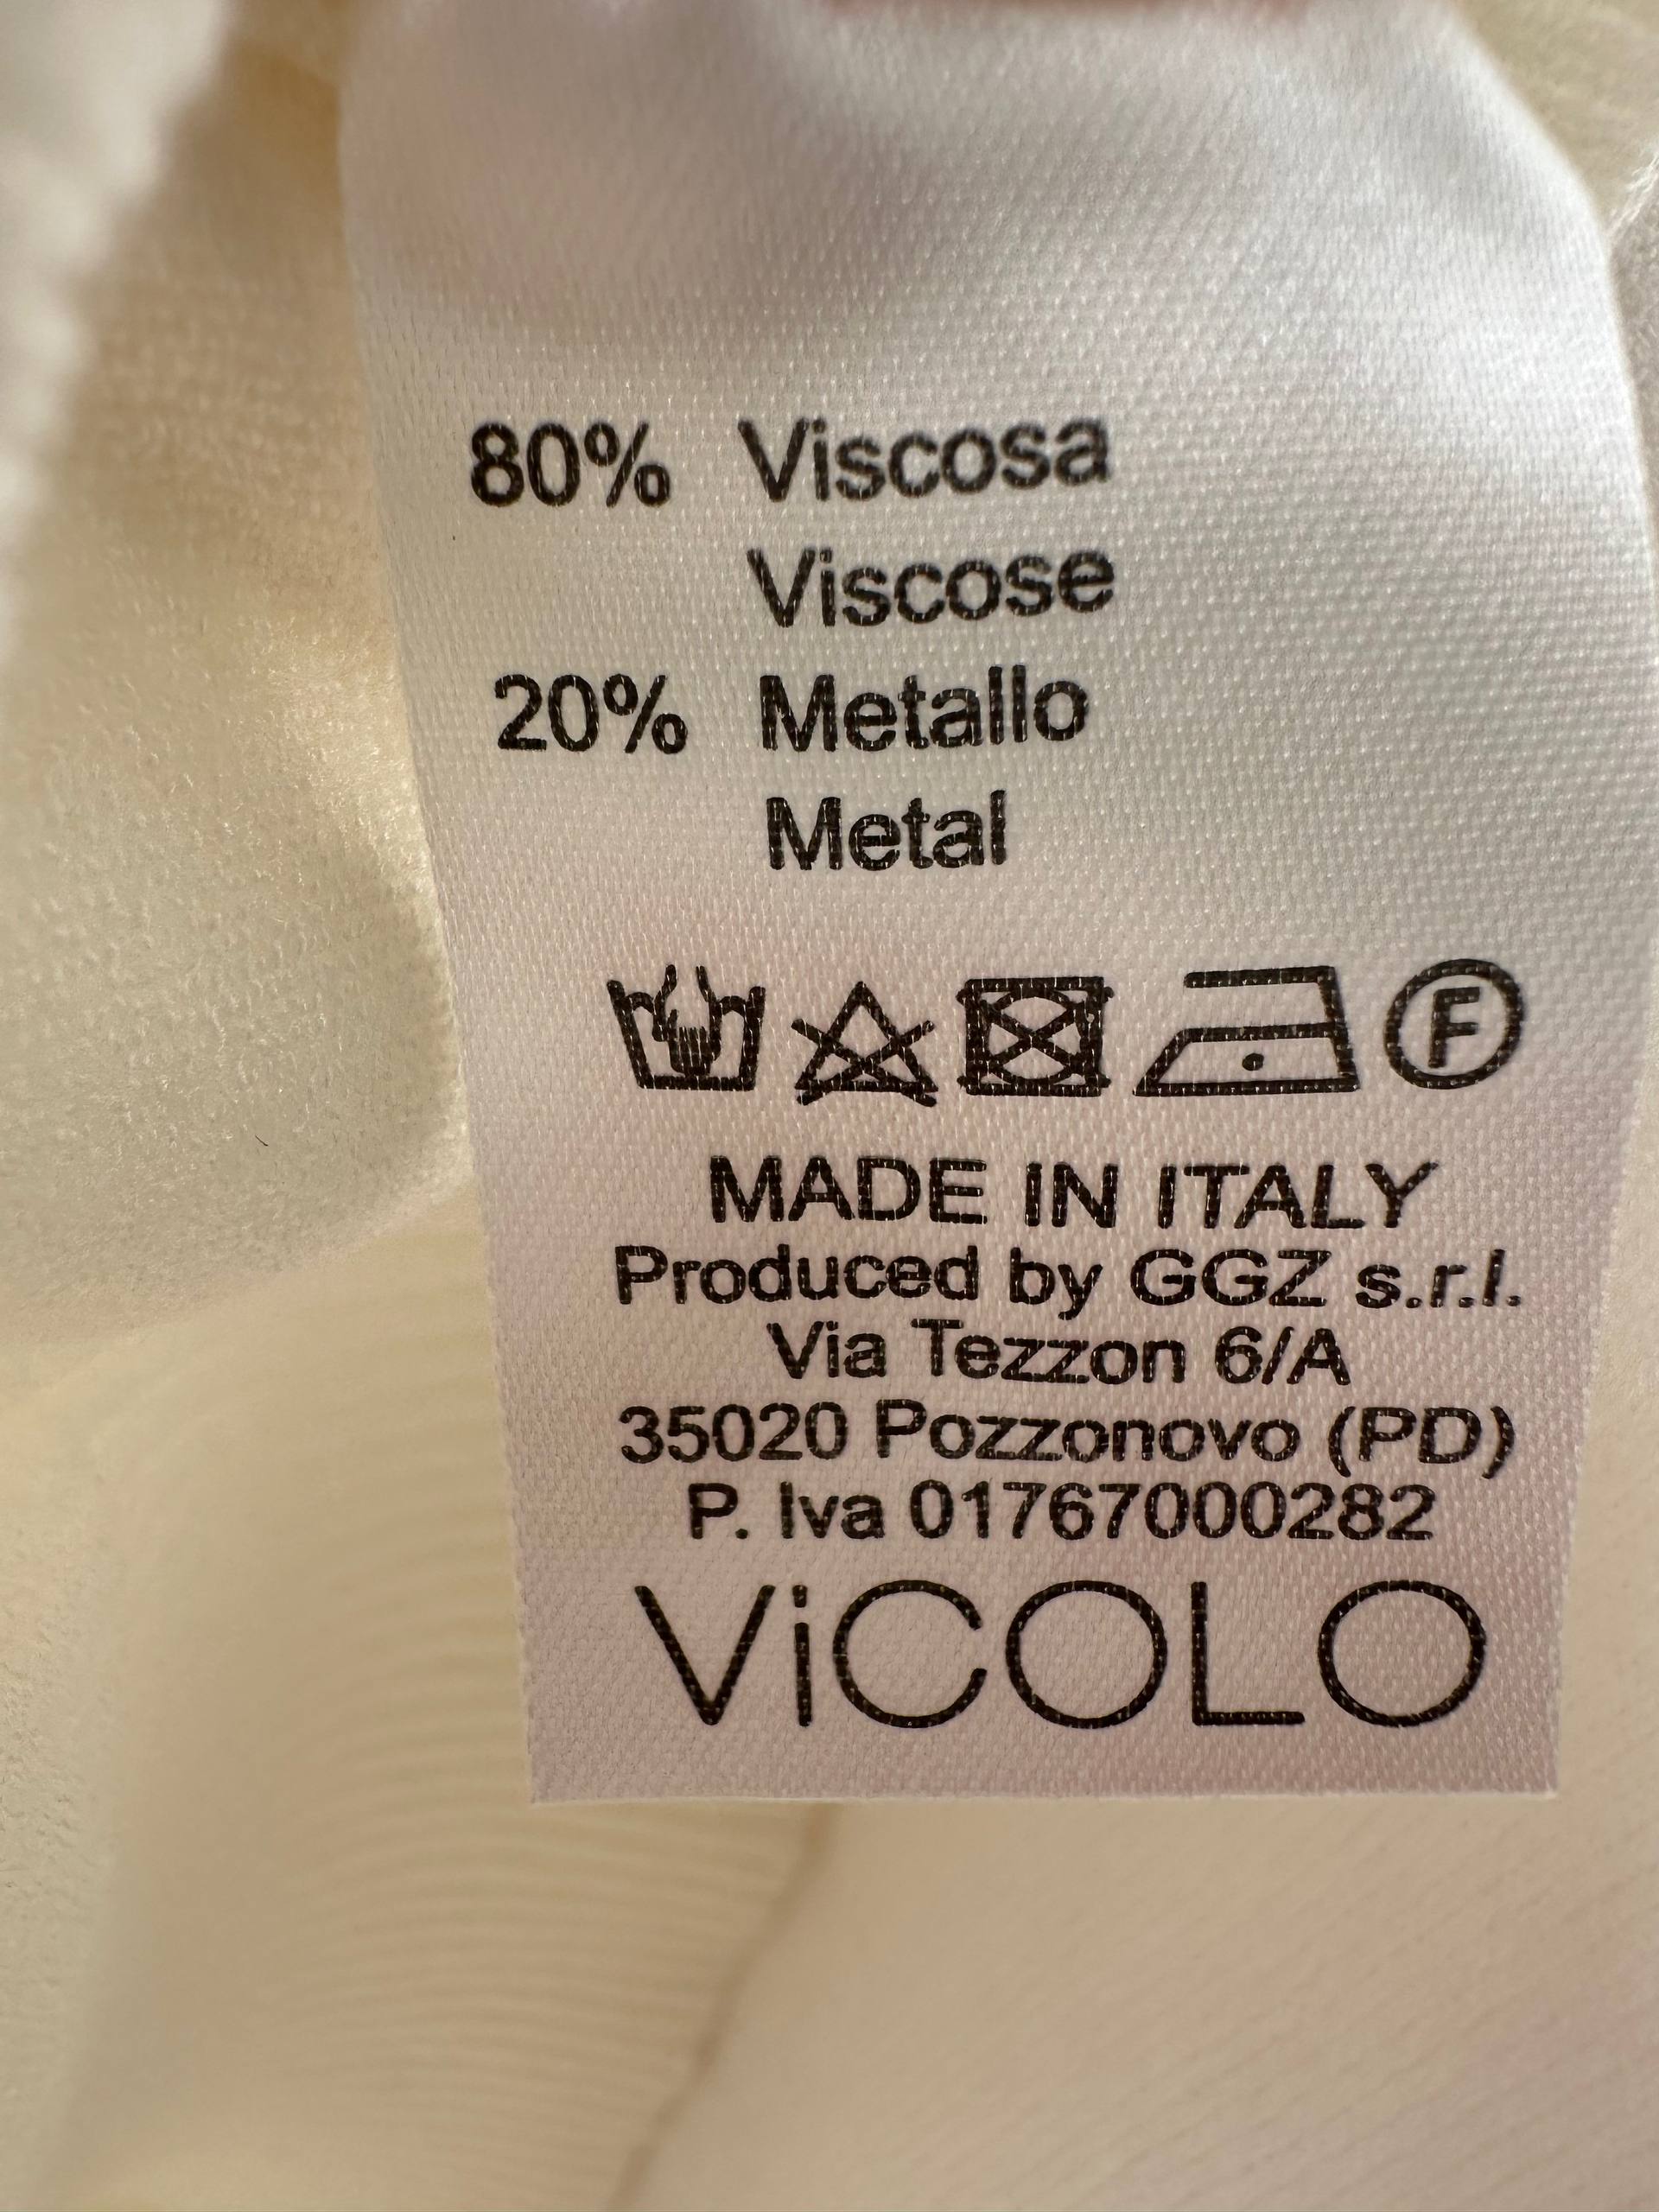 80% Viscosa
Viscose
20% Metallo
Metal
F
MADE IN ITALY
Produced by GGZ s.r.l.
Via Tezzon 6/A
35020 Pozzonovo (PD)
P. Iva 01767000282
ViCOLO